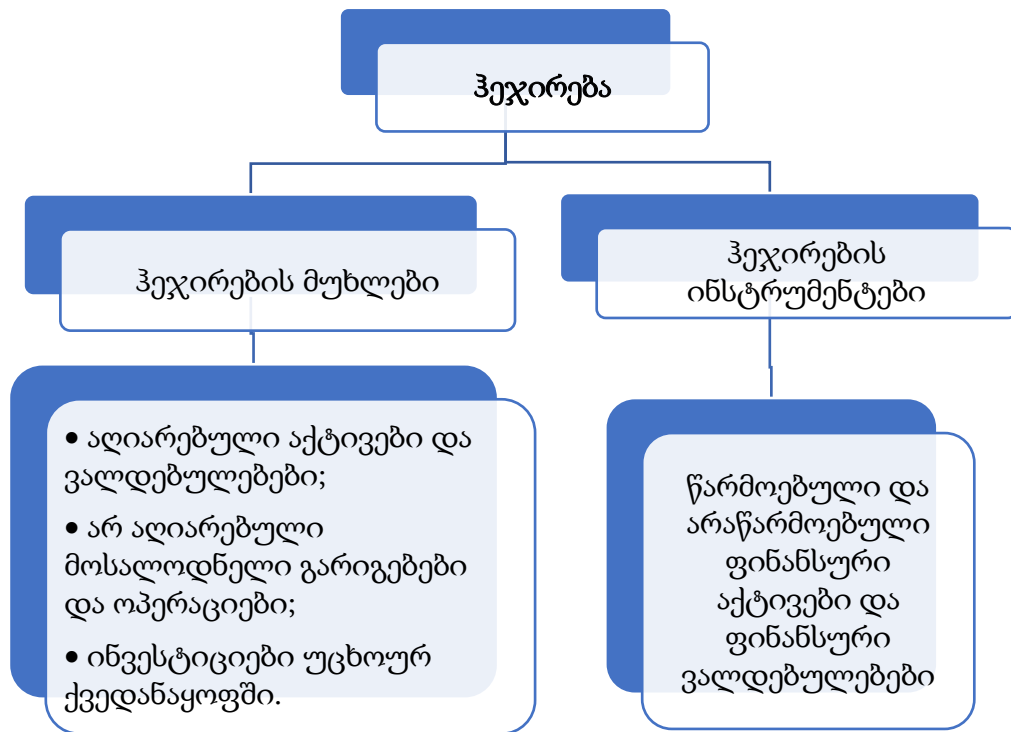 ჰეჯირება
ჰეჯირების მუხლები
ჰეჯირების
ინსტრუმენტები
• აღიარებული აქტივები და
ვალდებულებები;
• არ აღიარებული
მოსალოდნელი გარიგებები
და ოპერაციები;
• ინვესტიციები უცხოურ
ქვედანაყოფში.
წარმოებული და
არაწარმოებული
ფინანსური
აქტივები და
ფინანსური
ვალდებულებები